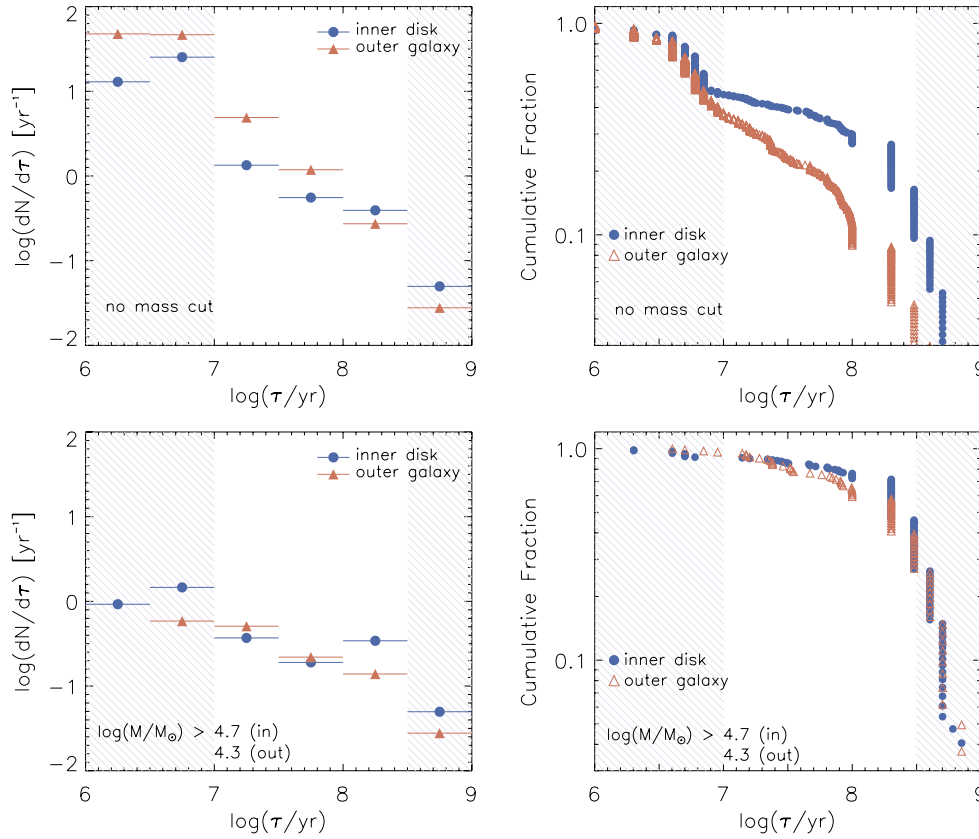 2
1
0
−1
−2
log(dN/dτ) [yr⁻¹]
inner disk
outer galaxy
no mass cut
6 7 8 9
log(τ/yr)
1.0
0.1
Cumulative Fraction
inner disk
outer galaxy
no mass cut
6 7 8 9
log(τ/yr)
2
1
0
−1
−2
log(dN/dτ) [yr⁻¹]
inner disk
outer galaxy
log(M/M⊙) > 4.7 (in)
4.3 (out)
6 7 8 9
log(τ/yr)
1.0
0.1
Cumulative Fraction
inner disk
outer galaxy
log(M/M⊙) > 4.7 (in)
4.3 (out)
6 7 8 9
log(τ/yr)